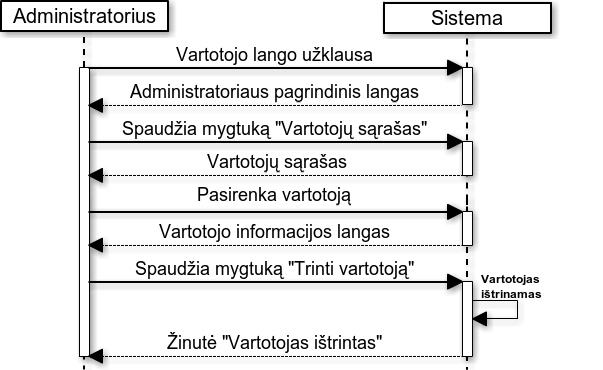 Administratorius
Sistema
Vartotojo lango užklausa
Administratoriaus pagrindinis langas
Spaudžia mygtuką "Vartotojų sąrašas"
Vartotojų sąrašas
Pasirenka vartotoją
Vartotojo informacijos langas
Spaudžia mygtuką "Trinti vartotoją"
Vartotojas
ištrinamas
Žinutė "Vartotojas ištrintas"